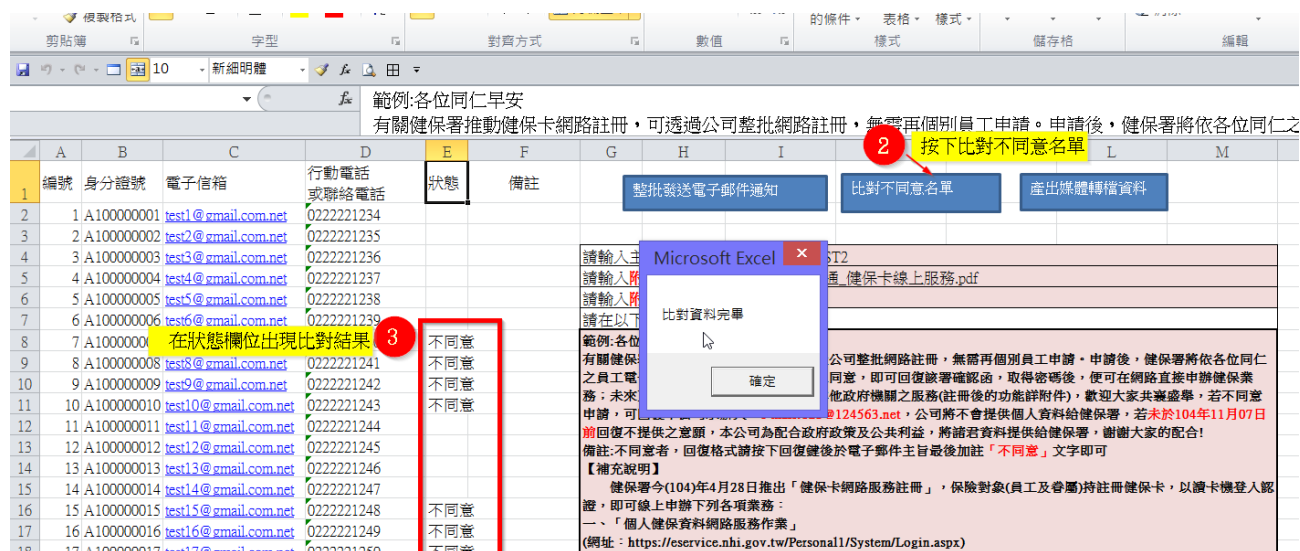 複製格式
的條件 表格 樣式
剪貼簿 字型 對齊方式 數值 樣式 儲存格 編輯
10 新細明體
fx 範例:各位同仁早安
有關健保署推動健保卡網路註冊，可透過公司整批網路註冊，無需再個別員工申請。申請後，健保署將依各位同仁之
2 按下比對不同意名單
A B C D E F G H I L M
1 編號 身分證號 電子信箱 行動電話 狀態 備註
或聯絡電話
整批發送電子郵件通知 比對不同意名單 產出媒體轉檔資料
2 1 A100000001 test1@gmail.com.net 0222221234
3 2 A100000002 test2@gmail.com.net 0222221235
4 3 A100000003 test3@gmail.com.net 0222221236 請輸入主 ST2
5 4 A100000004 test4@gmail.com.net 0222221237 請輸入附 通_健保卡線上服務.pdf
6 5 A100000005 test5@gmail.com.net 0222221238 請輸入附
7 6 A100000006 test6@gmail.com.net 0222221239 請在以下
Microsoft Excel
比對資料完畢
確定
在狀態欄位出現比對結果 3
8 7 A10000000 不同意 範例:各位
9 8 A100000008 test8@gmail.com.net 0222221241 不同意 有關健保 公司整批網路註冊，無需再個別員工申請。申請後，健保署將依各位同仁
10 9 A100000009 test9@gmail.com.net 0222221242 不同意 之員工電 同意，即可回復該署確認函，取得密碼後，便可在網路直接申辦健保業
11 10 A100000010 test10@gmail.com.net 0222221243 不同意 務；未來 他政府機關之服務(註冊後的功能詳附件)，歡迎大家共襄盛舉，若不同意
12 11 A100000011 test11@gmail.com.net 0222221244 申請，可 @124563.net，公司將不會提供個人資料給健保署，若未於104年11月07日
前回復不提供之意願，本公司為配合政府政策及公共利益，將諸君資料提供給健保署，謝謝大家的配合!
13 12 A100000012 test12@gmail.com.net 0222221245 備註:不同意者，回復格式請按下回復鍵後於電子郵件主旨最後加註「不同意」文字即可
14 13 A100000013 test13@gmail.com.net 0222221246 【補充說明】
15 14 A100000014 test14@gmail.com.net 0222221247 健保署今(104)年4月28日推出「健保卡網路服務註冊」，保險對象(員工及眷屬)持註冊健保卡，以讀卡機登入認
16 15 A100000015 test15@gmail.com.net 0222221248 不同意 證，即可線上申辦下列各項業務：
17 16 A100000016 test16@gmail.com.net 0222221249 不同意 一、「個人健保資料網路服務作業」
(網址：https://eservice.nhi.gov.tw/Personal1/System/Login.aspx)
18 17 A100000017 test17@gmail.com.net 0222221250 不同意